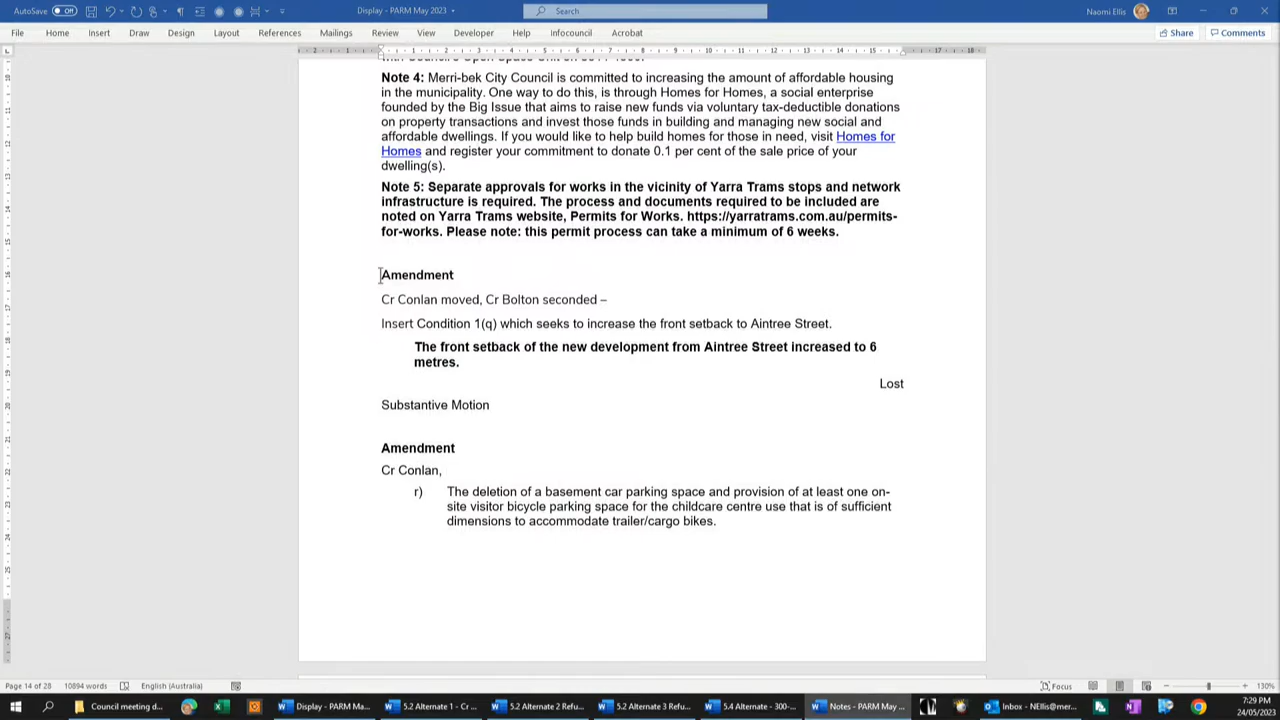 AutoSave Off
Display - PARM May 2023
Search
Naomi Ellis
File Home Insert Draw Design Layout References Mailings Review View Developer Help Infocouncil Acrobat
Share Comments
Note 4: Merri-bek City Council is committed to increasing the amount of affordable housing
in the municipality. One way to do this, is through Homes for Homes, a social enterprise
founded by the Big Issue that aims to raise new funds via voluntary tax-deductible donations
on property transactions and invest those funds in building and managing new social and
affordable dwellings. If you would like to help build homes for those in need, visit Homes for
Homes and register your commitment to donate 0.1 per cent of the sale price of your
dwelling(s).
Note 5: Separate approvals for works in the vicinity of Yarra Trams stops and network
infrastructure is required. The process and documents required to be included are
noted on Yarra Trams website, Permits for Works. https://yarratrams.com.au/permits-
for-works. Please note: this permit process can take a minimum of 6 weeks.
Amendment
Cr Conlan moved, Cr Bolton seconded –
Insert Condition 1(q) which seeks to increase the front setback to Aintree Street.
The front setback of the new development from Aintree Street increased to 6
metres.
Lost
Substantive Motion
Amendment
Cr Conlan,
r) The deletion of a basement car parking space and provision of at least one on-
site visitor bicycle parking space for the childcare centre use that is of sufficient
dimensions to accommodate trailer/cargo bikes.
Page 14 of 28 10894 words English (Australia)
Focus
130%
Council meeting d...
Display - PARM Ma...
5.2 Alternate 1 - Cr ...
5.2 Alternate 2 Refu...
5.2 Alternate 3 Refu...
5.4 Alternate - 300-...
Notes - PARM May ...
Inbox - NEllis@mer...
7:29 PM
24/05/2023